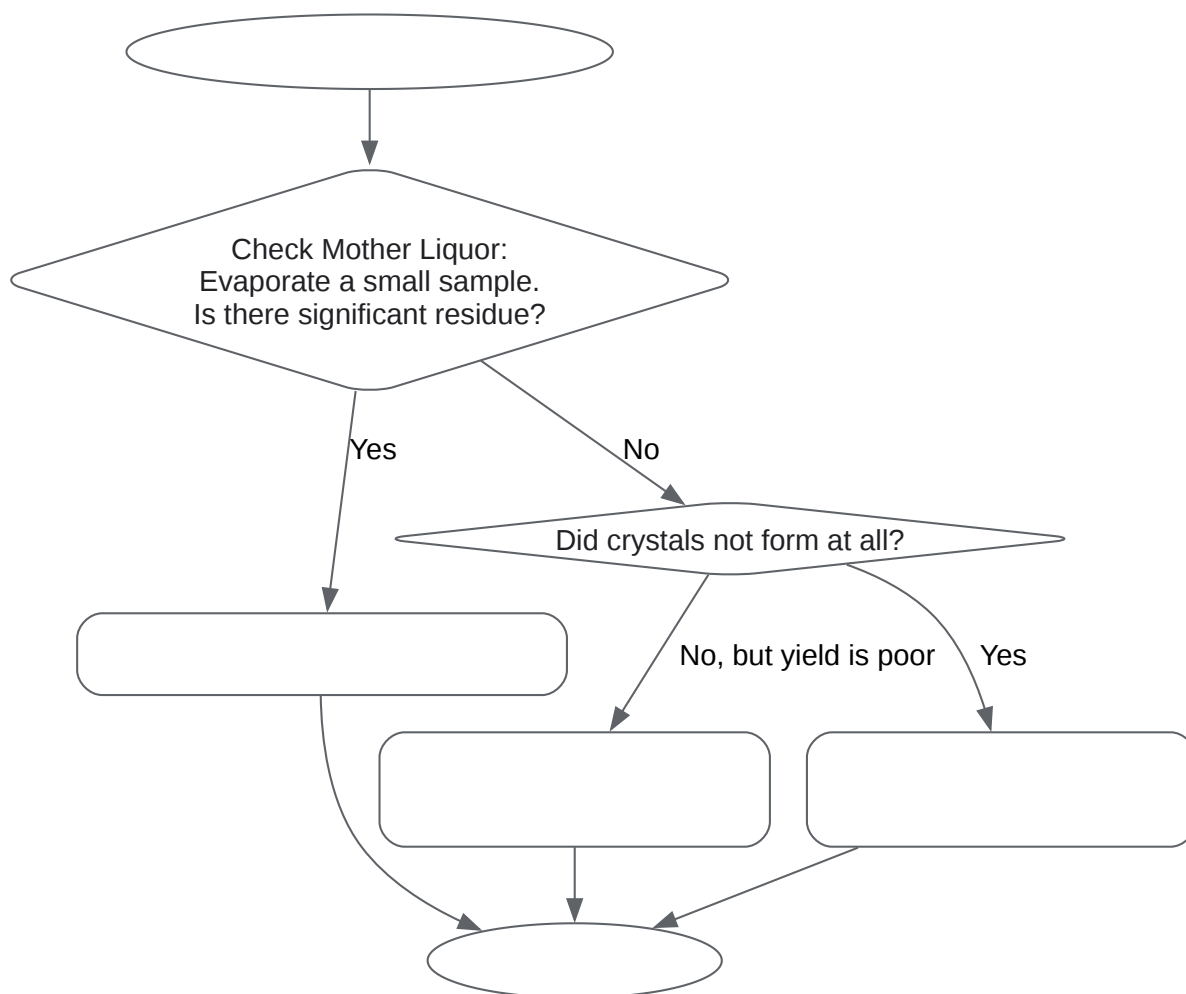 Check Mother Liquor:
Evaporate a small sample.
Is there significant residue?
Yes
No
Did crystals not form at all?
No, but yield is poor
Yes